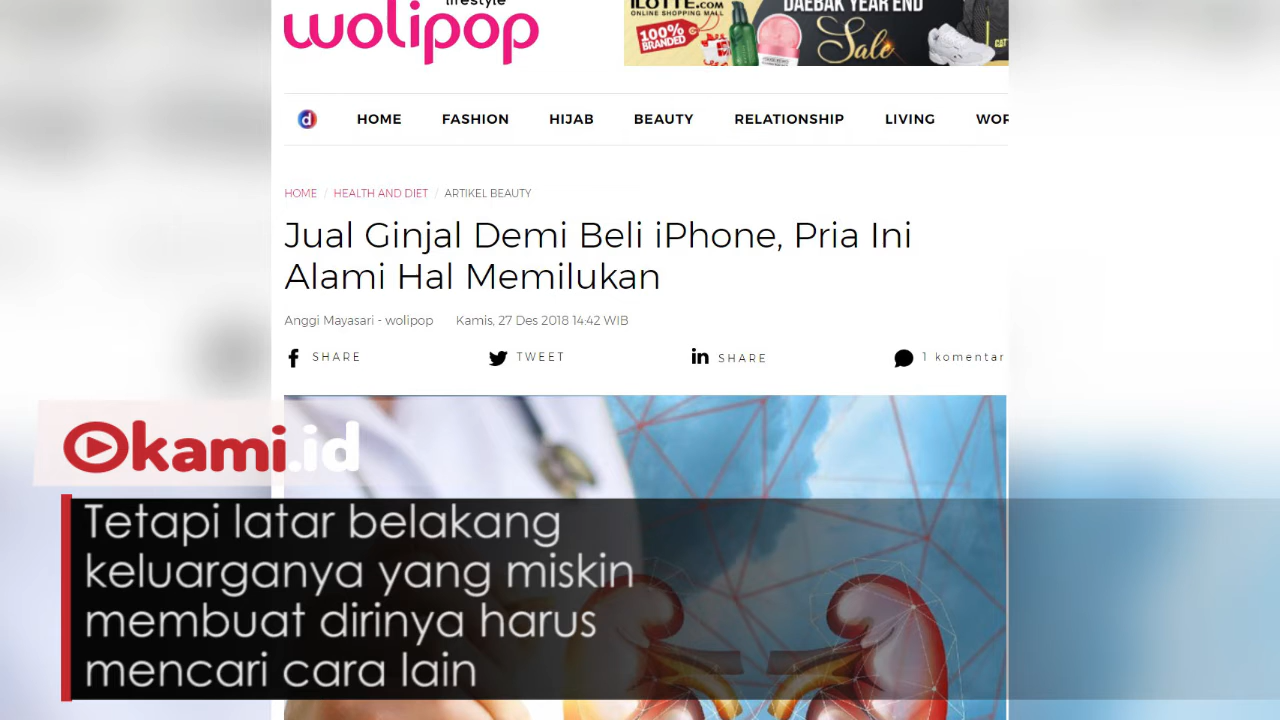 lifestyle
wolipop
iLOTTE.com
ONLINE SHOPPING MALL
100%
BRANDED
DAEBAK YEAR END
Sale
d
HOME FASHION HIJAB BEAUTY RELATIONSHIP LIVING WOR
HOME / HEALTH AND DIET / ARTIKEL BEAUTY
Jual Ginjal Demi Beli iPhone, Pria Ini
Alami Hal Memilukan
Anggi Mayasari - wolipop Kamis, 27 Des 2018 14:42 WIB
SHARE TWEET SHARE 1 komentar
Okami.id
Tetapi latar belakang
keluarganya yang miskin
membuat dirinya harus
mencari cara lain